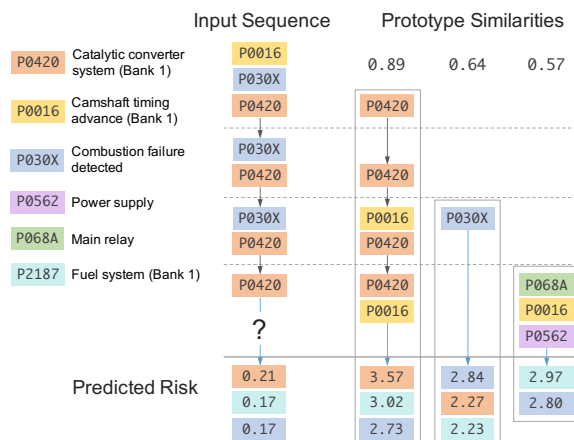 Input Sequence
Prototype Similarities
P0420 Catalytic converter
system (Bank 1)
P0016 Camshaft timing
advance (Bank 1)
P030X Combustion failure
detected
P0562 Power supply
P068A Main relay
P2187 Fuel system (Bank 1)
P0016
P030X
P0420
P030X
P0420
P030X
P0420
P0420
?
0.89
P0420
P0420
P0016
P0420
P0420
P0016
0.64
P030X
0.57
P068A
P0016
P0562
Predicted Risk
0.21 3.57 2.84 2.97
0.17 3.02 2.27 2.80
0.17 2.73 2.23